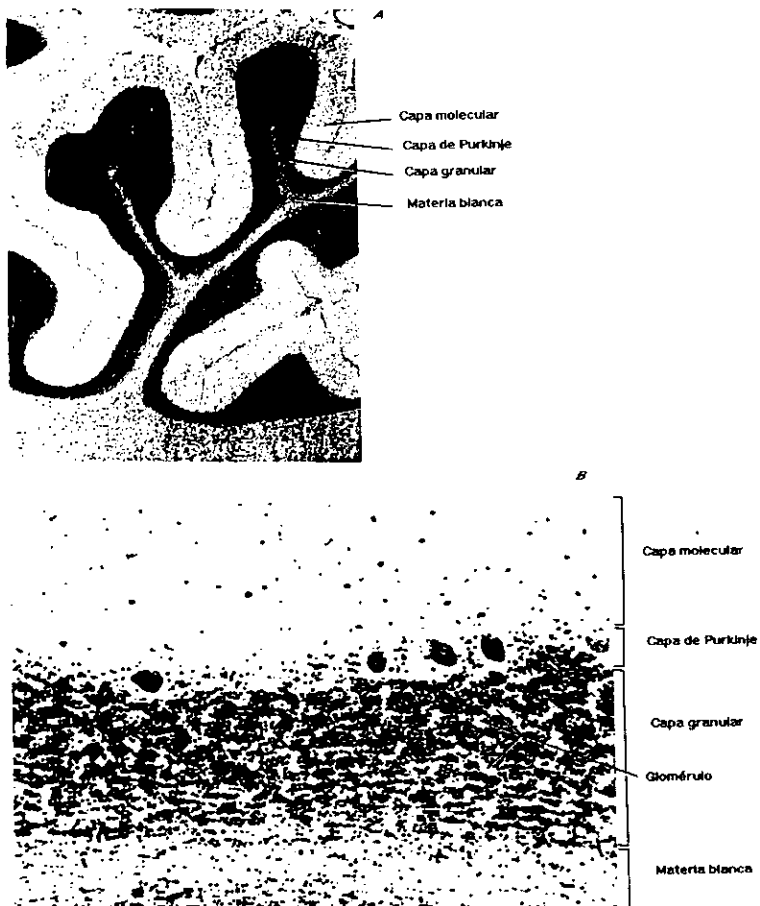 A
Capa molecular
Capa de Purkinje
Capa granular
Materia blanca
B
Capa molecular
Capa de Purkinje
Capa granular
Glomérulo
Materia blanca